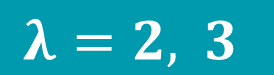 λ = 2, 3